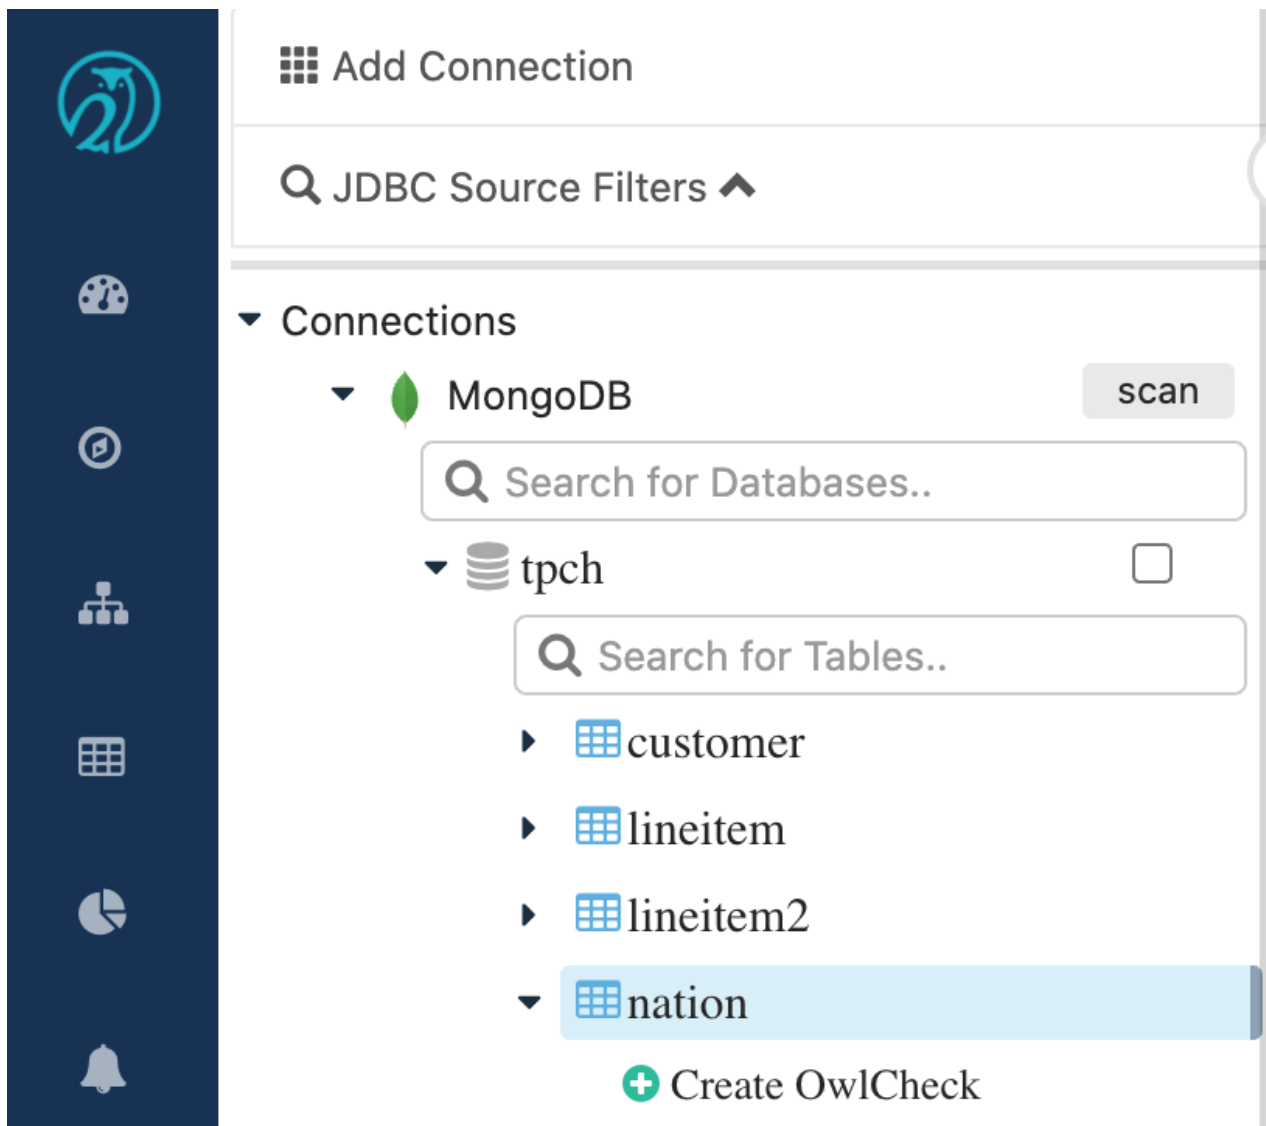 Add Connection
JDBC Source Filters
Connections
MongoDB scan
Search for Databases..
tpch
Search for Tables..
customer
lineitem
lineitem2
nation
Create OwlCheck